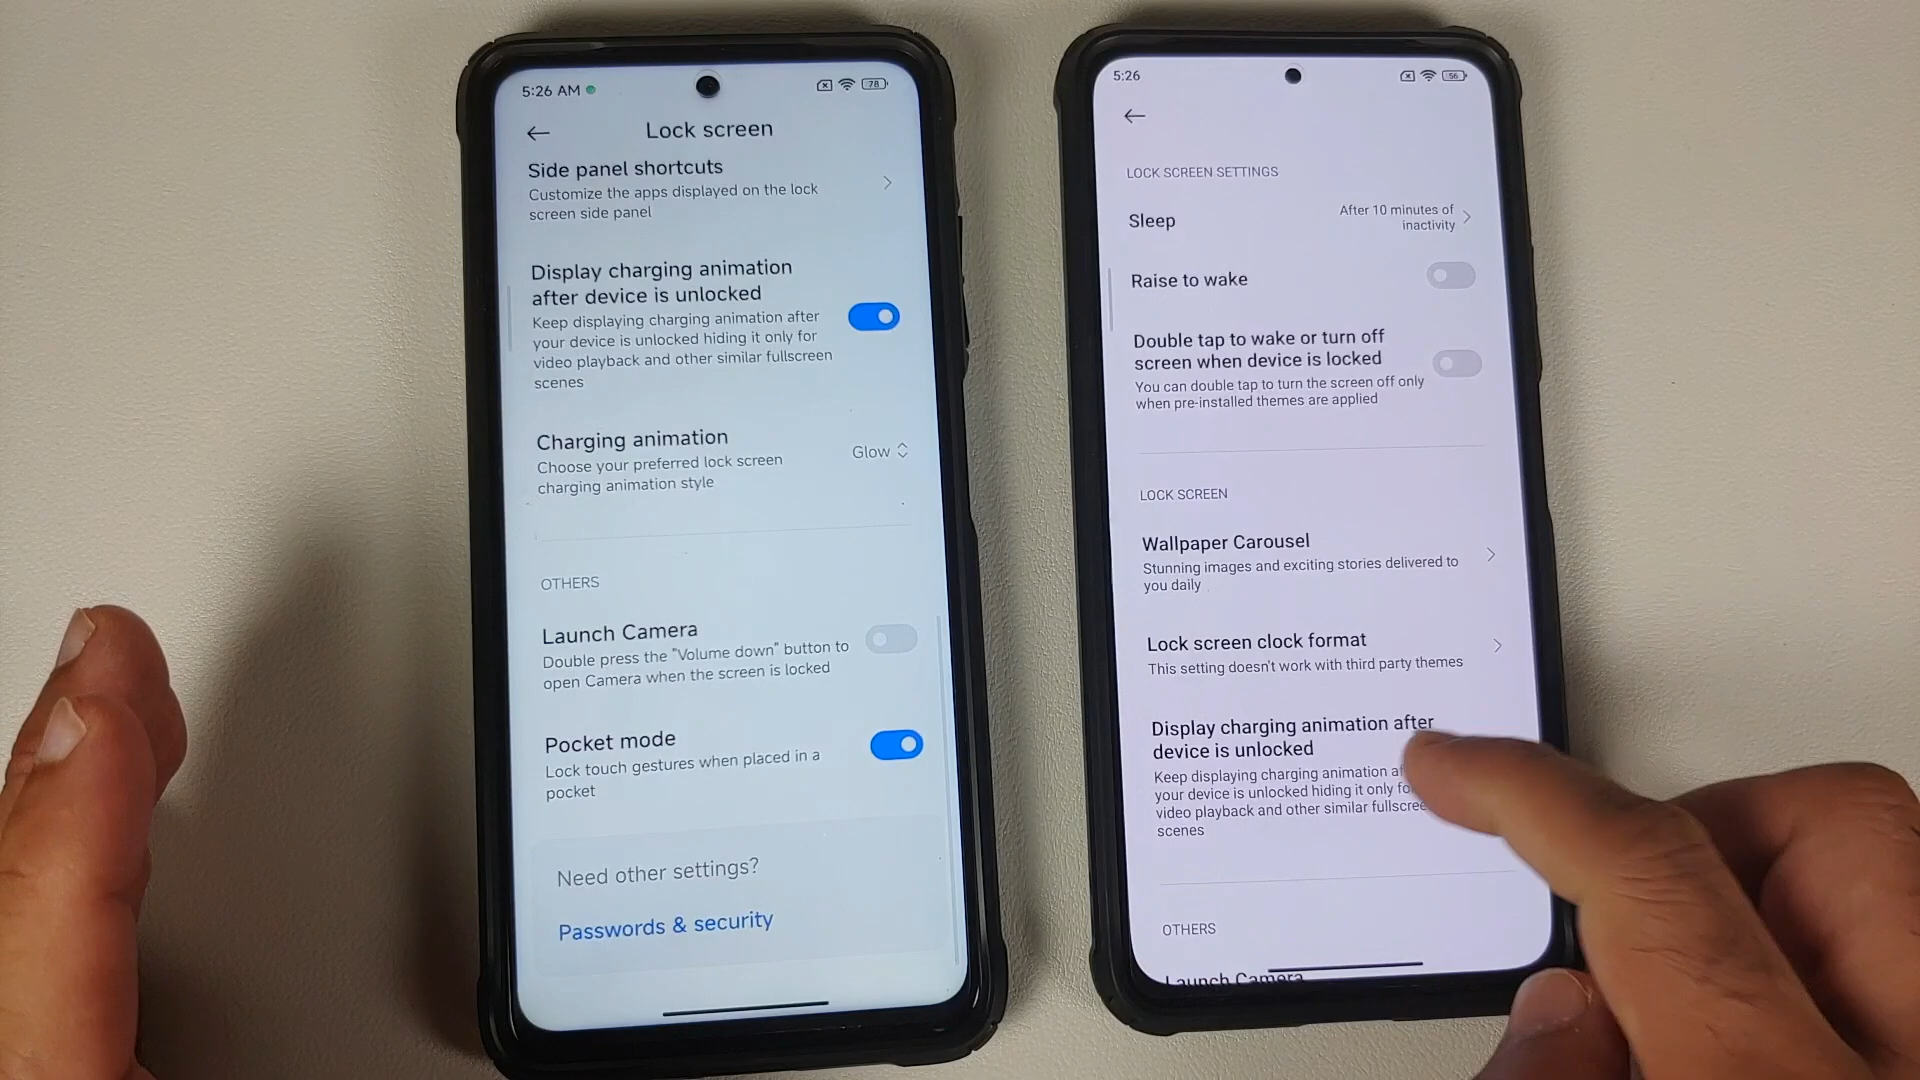 5:26 AM
78
Lock screen
Side panel shortcuts
Customize the apps displayed on the lock
screen side panel
Display charging animation
after device is unlocked
Keep displaying charging animation after
your device is unlocked hiding it only for
video playback and other similar fullscreen
scenes
Charging animation
Choose your preferred lock screen
charging animation style
Glow
OTHERS
Launch Camera
Double press the "Volume down" button to
open Camera when the screen is locked
Pocket mode
Lock touch gestures when placed in a
pocket
Need other settings?
Passwords & security
5:26
56
LOCK SCREEN SETTINGS
Sleep
After 10 minutes of
inactivity
Raise to wake
Double tap to wake or turn off
screen when device is locked
You can double tap to turn the screen off only
when pre-installed themes are applied
LOCK SCREEN
Wallpaper Carousel
Stunning images and exciting stories delivered to
you daily
Lock screen clock format
This setting doesn't work with third party themes
Display charging animation after
device is unlocked
Keep displaying charging animation
your device is unlocked hiding it only
video playback and other similar
scenes
OTHERS
Launch Camera